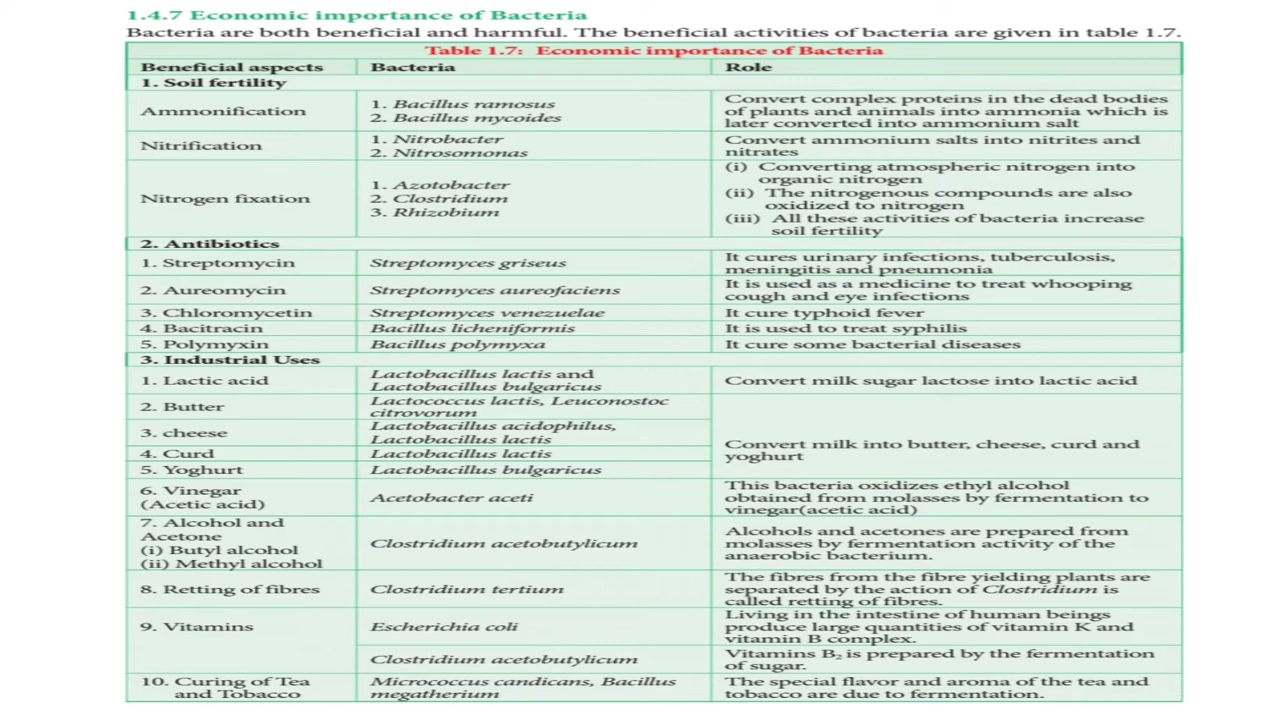 1.4.7 Economic importance of Bacteria
Bacteria are both beneficial and harmful. The beneficial activities of bacteria are given in table 1.7.
Table 1.7: Economic importance of Bacteria
Beneficial aspects Bacteria Role
1. Soil fertility
Ammonification
1. Bacillus ramosus
2. Bacillus mycoides
Convert complex proteins in the dead bodies
of plants and animals into ammonia which is
later converted into ammonium salt
Nitrification
1. Nitrobacter
2. Nitrosomonas
Convert ammonium salts into nitrites and
nitrates
Nitrogen fixation
1. Azotobacter
2. Clostridium
3. Rhizobium
(i) Converting atmospheric nitrogen into
organic nitrogen
(ii) The nitrogenous compounds are also
oxidized to nitrogen
(iii) All these activities of bacteria increase
soil fertility
2. Antibiotics
1. Streptomycin
Streptomyces griseus
It cures urinary infections, tuberculosis,
meningitis and pneumonia
2. Aureomycin
Streptomyces aureofaciens
It is used as a medicine to treat whooping
cough and eye infections
3. Chloromycetin
Streptomyces venezuelae
It cure typhoid fever
4. Bacitracin
Bacillus licheniformis
It is used to treat syphilis
5. Polymyxin
Bacillus polymyxa
It cure some bacterial diseases
3. Industrial Uses
1. Lactic acid
Lactobacillus lactis and
Lactobacillus bulgaricus
Convert milk sugar lactose into lactic acid
2. Butter
Lactococcus lactis, Leuconostoc
citrovorum
3. cheese
Lactobacillus acidophilus,
Lactobacillus lactis
4. Curd
Lactobacillus lactis
5. Yoghurt
Lactobacillus bulgaricus
Convert milk into butter, cheese, curd and
yoghurt
6. Vinegar
(Acetic acid)
Acetobacter aceti
This bacteria oxidizes ethyl alcohol
obtained from molasses by fermentation to
vinegar(acetic acid)
7. Alcohol and
Acetone
(i) Butyl alcohol
(ii) Methyl alcohol
Clostridium acetobutylicum
Alcohols and acetones are prepared from
molasses by fermentation activity of the
anaerobic bacterium.
8. Retting of fibres
Clostridium tertium
The fibres from the fibre yielding plants are
separated by the action of Clostridium is
called retting of fibres.
9. Vitamins
Escherichia coli
Living in the intestine of human beings
produce large quantities of vitamin K and
vitamin B complex.
Clostridium acetobutylicum
Vitamins B₂ is prepared by the fermentation
of sugar.
10. Curing of Tea
and Tobacco
Micrococcus candicans, Bacillus
megatherium
The special flavor and aroma of the tea and
tobacco are due to fermentation.